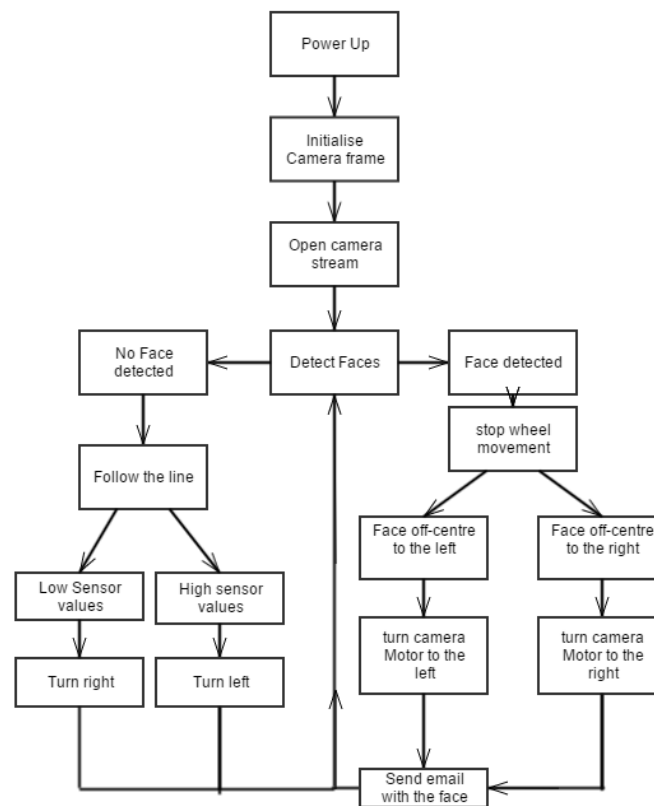 Power Up
Initialise
Camera frame
Open camera
stream
No Face
detected
Detect Faces
Face detected
stop wheel
movement
Follow the line
Face off-centre
to the left
Face off-centre
to the right
Low Sensor
values
High sensor
values
turn camera
Motor to the
left
turn camera
Motor to the
right
Turn right
Turn left
Send email
with the face